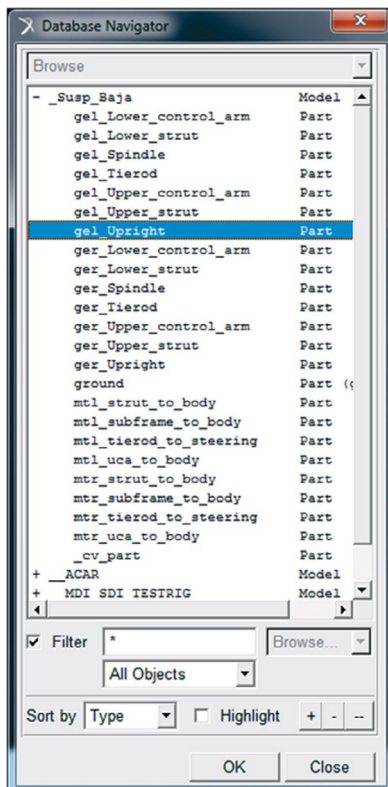 Database Navigator
Browse
- _Susp_Baja Model
gel_Lower_control_arm Part
gel_Lower_strut Part
gel_Spindle Part
gel_Tierod Part
gel_Upper_control_arm Part
gel_Upper_strut Part
gel_Upright Part
ger_Lower_control_arm Part
ger_Lower_strut Part
ger_Spindle Part
ger_Tierod Part
ger_Upper_control_arm Part
ger_Upper_strut Part
ger_Upright Part
ground Part (
mtl_strut_to_body Part
mtl_subframe_to_body Part
mtl_tierod_to_steering Part
mtl_uca_to_body Part
mtr_strut_to_body Part
mtr_subframe_to_body Part
mtr_tierod_to_steering Part
mtr_uca_to_body Part
_cv_part Part
+ __ACAR Model
+ MDI SDI TESTRIG Model
Filter * Browse...
All Objects
Sort by Type Highlight + - --
OK Close